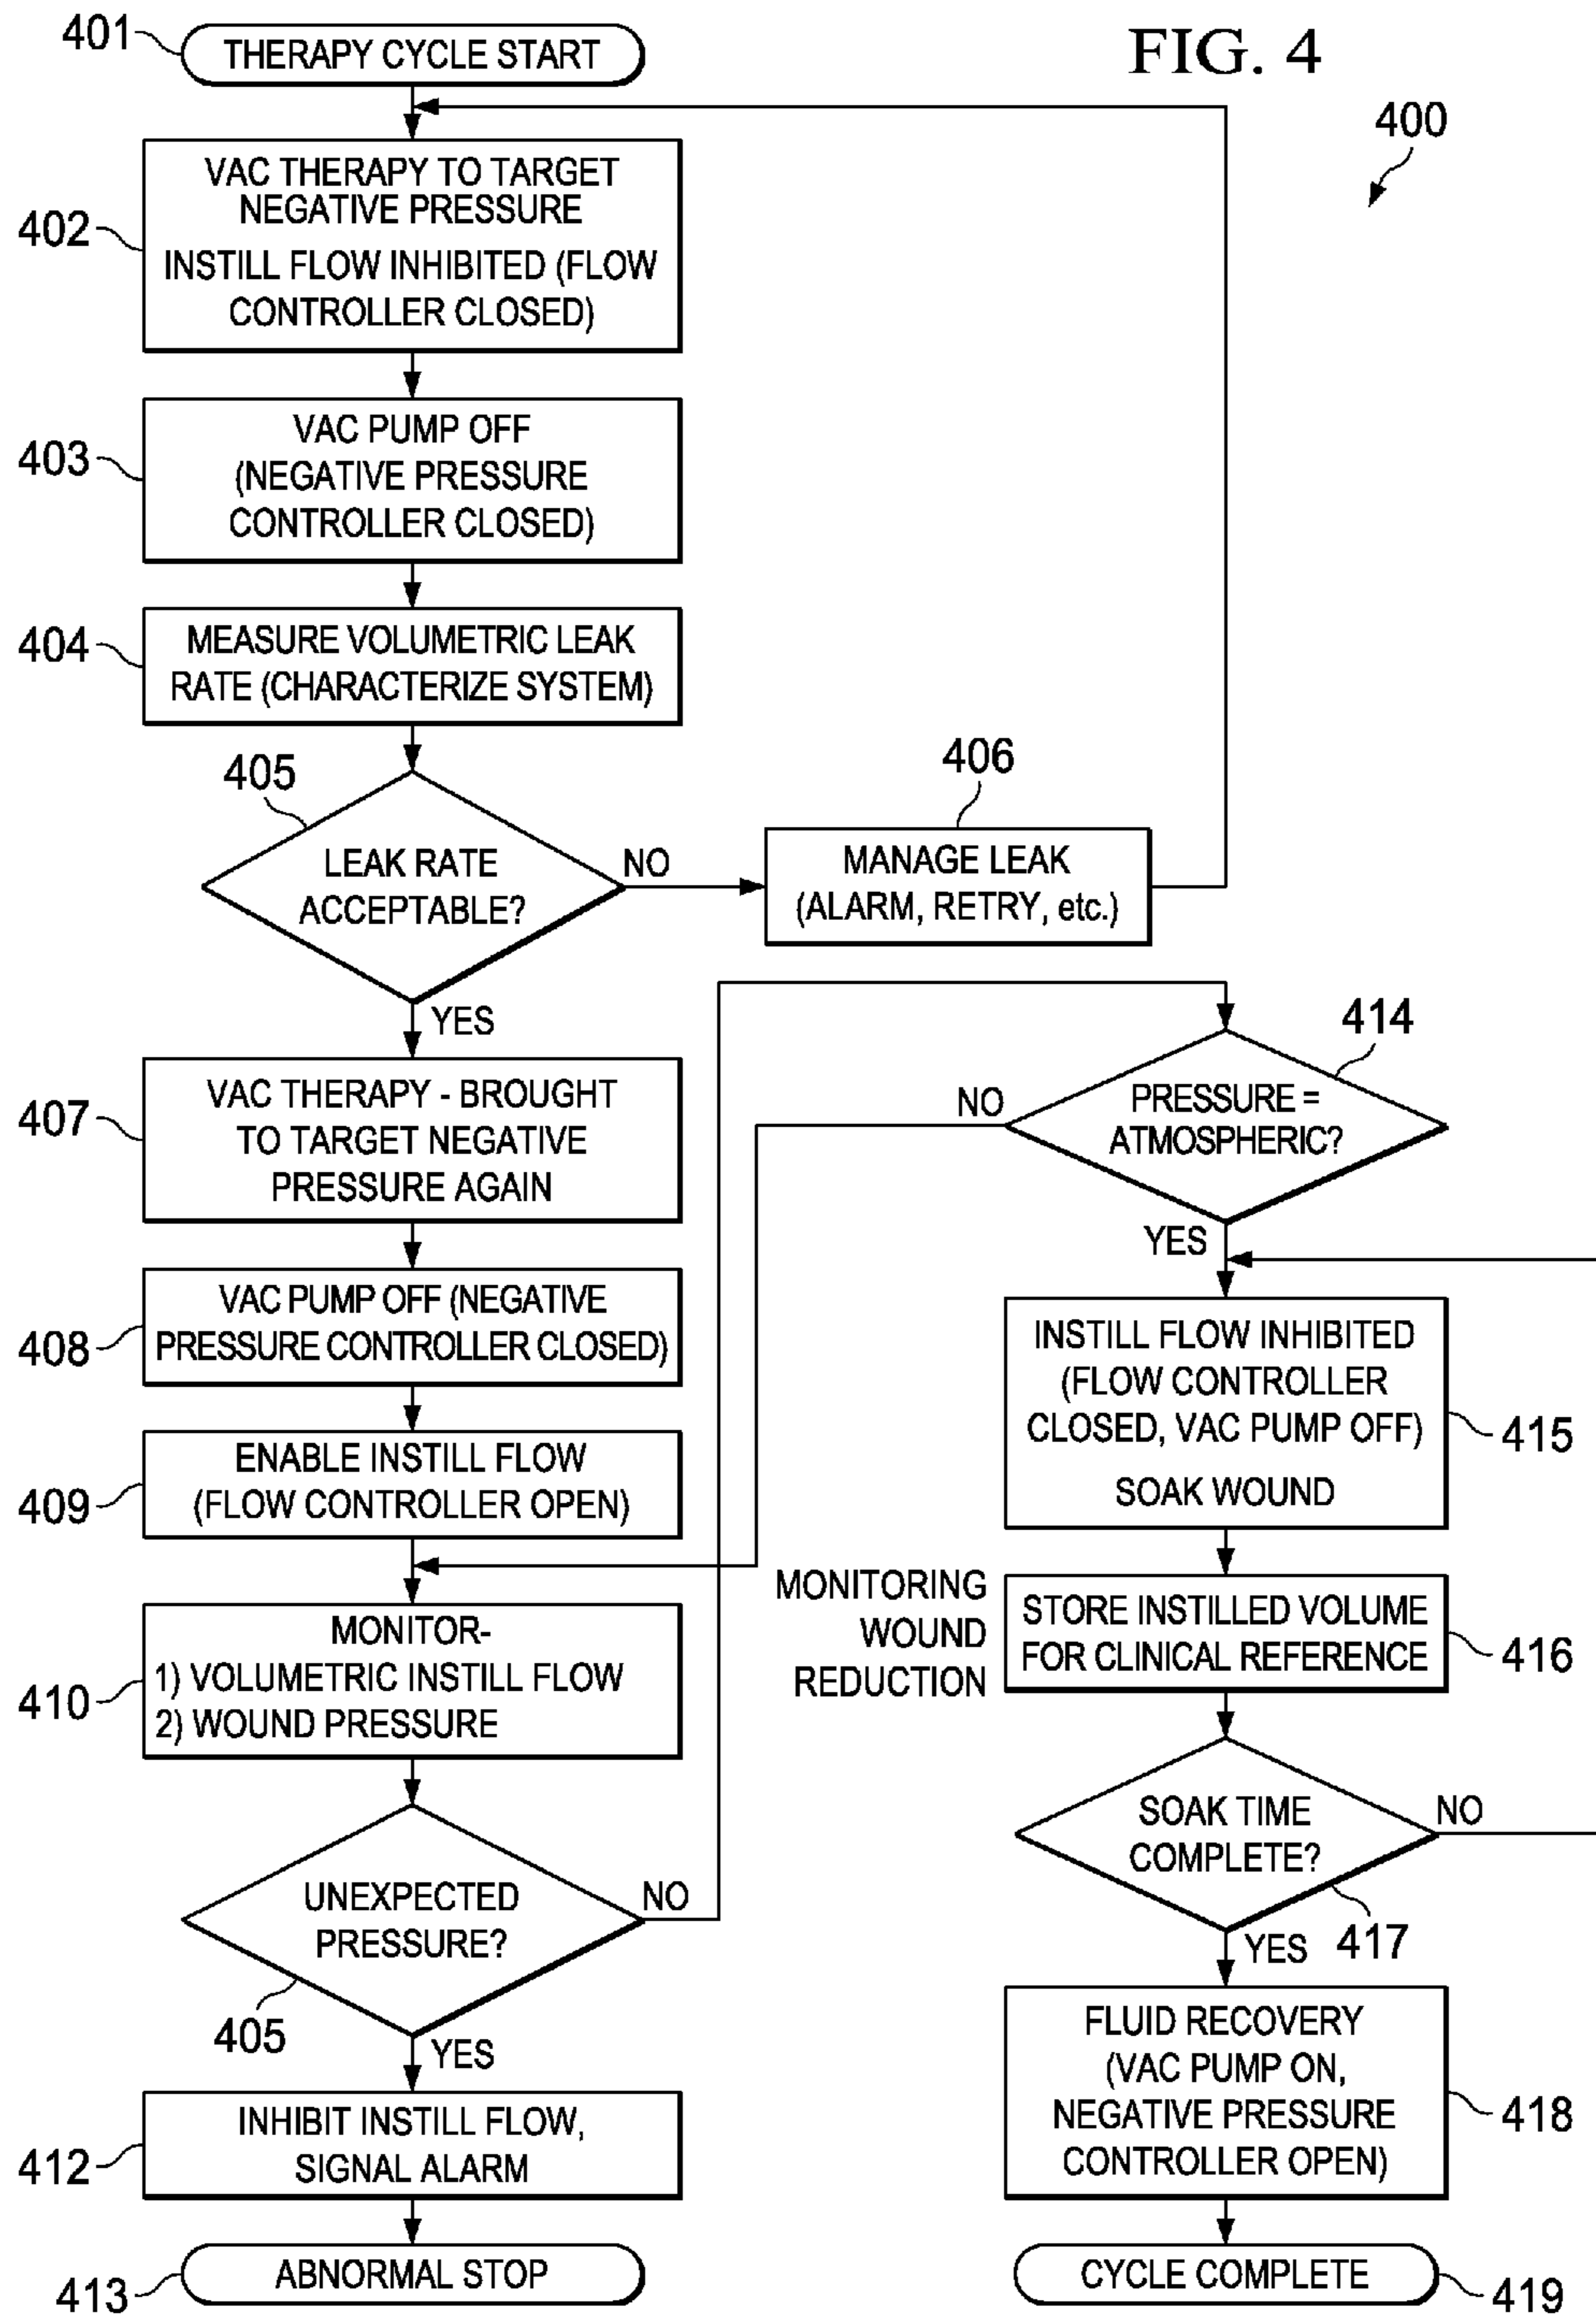 FIG. 4
400
401
THERAPY CYCLE START
402
VAC THERAPY TO TARGET
NEGATIVE PRESSURE
INSTILL FLOW INHIBITED (FLOW
CONTROLLER CLOSED)
403
VAC PUMP OFF
(NEGATIVE PRESSURE
CONTROLLER CLOSED)
404
MEASURE VOLUMETRIC LEAK
RATE (CHARACTERIZE SYSTEM)
405
LEAK RATE
ACCEPTABLE?
NO
406
MANAGE LEAK
(ALARM, RETRY, etc.)
YES
407
VAC THERAPY - BROUGHT
TO TARGET NEGATIVE
PRESSURE AGAIN
408
VAC PUMP OFF (NEGATIVE
PRESSURE CONTROLLER CLOSED)
409
ENABLE INSTILL FLOW
(FLOW CONTROLLER OPEN)
410
MONITOR-
1) VOLUMETRIC INSTILL FLOW
2) WOUND PRESSURE
UNEXPECTED
PRESSURE?
NO
405
YES
412
INHIBIT INSTILL FLOW,
SIGNAL ALARM
413
ABNORMAL STOP
414
PRESSURE =
ATMOSPHERIC?
NO
YES
INSTILL FLOW INHIBITED
(FLOW CONTROLLER
CLOSED, VAC PUMP OFF)
SOAK WOUND
415
MONITORING
WOUND
REDUCTION
STORE INSTILLED VOLUME
FOR CLINICAL REFERENCE
416
SOAK TIME
COMPLETE?
NO
417
YES
FLUID RECOVERY
(VAC PUMP ON,
NEGATIVE PRESSURE
CONTROLLER OPEN)
418
CYCLE COMPLETE
419